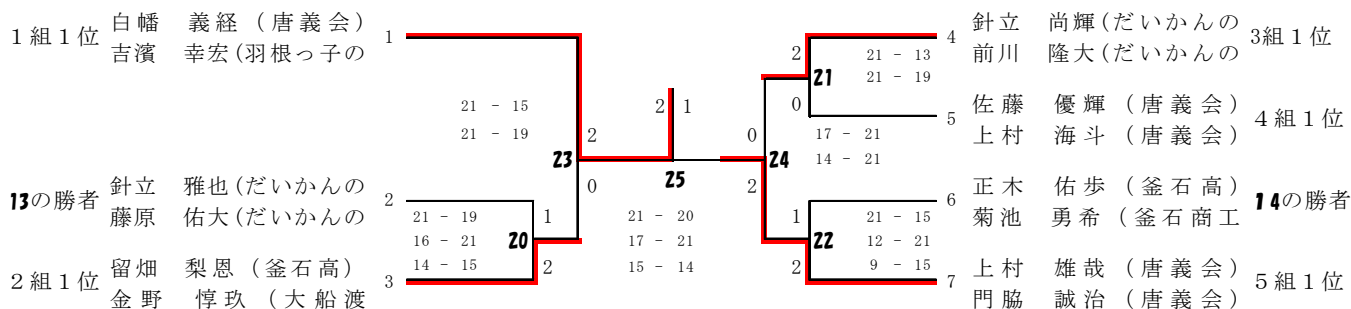 1組1位
白幡　義経（唐義会）
吉濱　幸宏(羽根っ子の
1
21 - 15
21 - 19
2
23
0
13の勝者
針立　雅也(だいかんの
藤原　佑大(だいかんの
2
21 - 19
16 - 21
14 - 15
1
20
2
2組1位
留畑　梨恩（釜石高）
金野　惇玖（大船渡
3
2 1
25
21 - 20
17 - 21
15 - 14
針立　尚輝(だいかんの
前川　隆大(だいかんの
3組1位
4
2
21 - 13
21 - 19
21
0
佐藤　優輝（唐義会）
上村　海斗（唐義会）
4組1位
5
0
17 - 21
14 - 21
24
2
正木　佑歩（釜石高）
菊池　勇希（釜石商工
14の勝者
6
1
21 - 15
12 - 21
9 - 15
22
2
上村　雄哉（唐義会）
門脇　誠治（唐義会）
5組1位
7